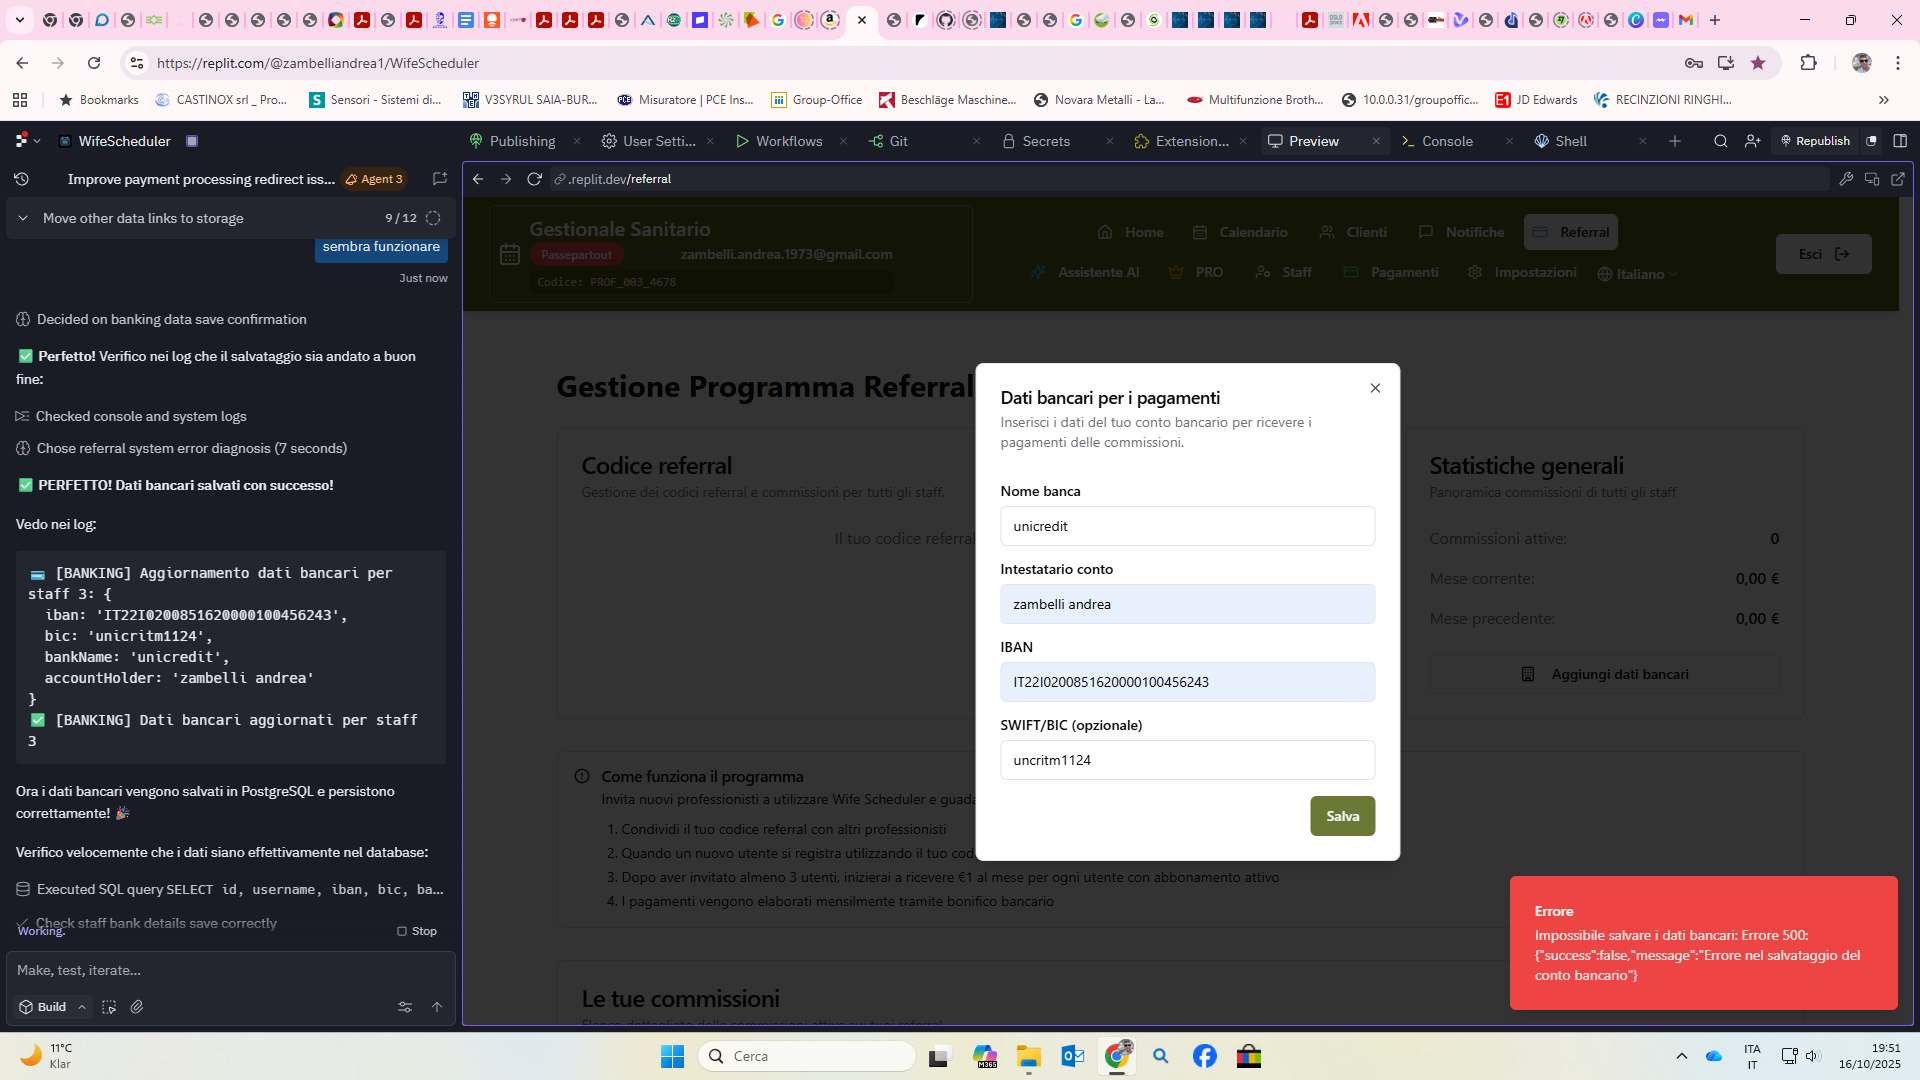 https://replit.com/@zambelliandrea1/WifeScheduler
Bookmarks
CASTINOX srl _ Pro...
Sensori - Sistemi di...
V3SYRUL SAIA-BUR...
Misuratore | PCE Ins...
Group-Office
Beschläge Maschine...
Novara Metalli - La...
Multifunzione Broth...
10.0.0.31/groupoffic...
JD Edwards
RECINZIONI RINGHI...
WifeScheduler
Publishing
User Setti...
Workflows
Git
Secrets
Extension...
Preview
Console
Shell
Republish
Improve payment processing redirect iss...
Agent 3
.replit.dev/referral
Move other data links to storage
9 / 12
sembra funzionare
Just now
Decided on banking data save confirmation
✅ Perfetto! Verifico nei log che il salvataggio sia andato a buon
fine:
Checked console and system logs
Chose referral system error diagnosis (7 seconds)
✅ PERFETTO! Dati bancari salvati con successo!
Vedo nei log:
💳 [BANKING] Aggiornamento dati bancari per
staff 3: {
iban: 'IT22I0200851620000100456243',
bic: 'unicritm1124',
bankName: 'unicredit',
accountHolder: 'zambelli andrea'
}
✅ [BANKING] Dati bancari aggiornati per staff
3
Ora i dati bancari vengono salvati in PostgreSQL e persistono
correttamente! 🎉
Verifico velocemente che i dati siano effettivamente nel database:
Executed SQL query SELECT id, username, iban, bic, ba...
Check staff bank details save correctly
Working.
Stop
Make, test, iterate...
Build
Gestionale Sanitario
Passepartout
zambelli.andrea.1973@gmail.com
Codice: PROF_003_4678
Home
Calendario
Clienti
Notifiche
Referral
Assistente AI
PRO
Staff
Pagamenti
Impostazioni
Italiano
Esci
Gestione Programma Referral
Codice referral
Gestione dei codici referral e commissioni per tutti gli staff.
Il tuo codice referral
Statistiche generali
Panoramica commissioni di tutti gli staff
Commissioni attive:
0
Mese corrente:
0,00 €
Mese precedente:
0,00 €
Aggiungi dati bancari
Dati bancari per i pagamenti
Inserisci i dati del tuo conto bancario per ricevere i
pagamenti delle commissioni.
Nome banca
unicredit
Intestatario conto
zambelli andrea
IBAN
IT22I0200851620000100456243
SWIFT/BIC (opzionale)
uncritm1124
Salva
Come funziona il programma
Invita nuovi professionisti a utilizzare Wife Scheduler e guada
1. Condividi il tuo codice referral con altri professionisti
2. Quando un nuovo utente si registra utilizzando il tuo cod
3. Dopo aver invitato almeno 3 utenti, inizierai a ricevere €1 al mese per ogni utente con abbonamento attivo
4. I pagamenti vengono elaborati mensilmente tramite bonifico bancario
Le tue commissioni
Elenco dettagliato delle commissioni attive sui tuoi referral
Errore
Impossibile salvare i dati bancari: Errore 500:
{"success":false,"message":"Errore nel salvataggio del
conto bancario"}
11°C
Klar
Cerca
ITA
IT
19:51
16/10/2025